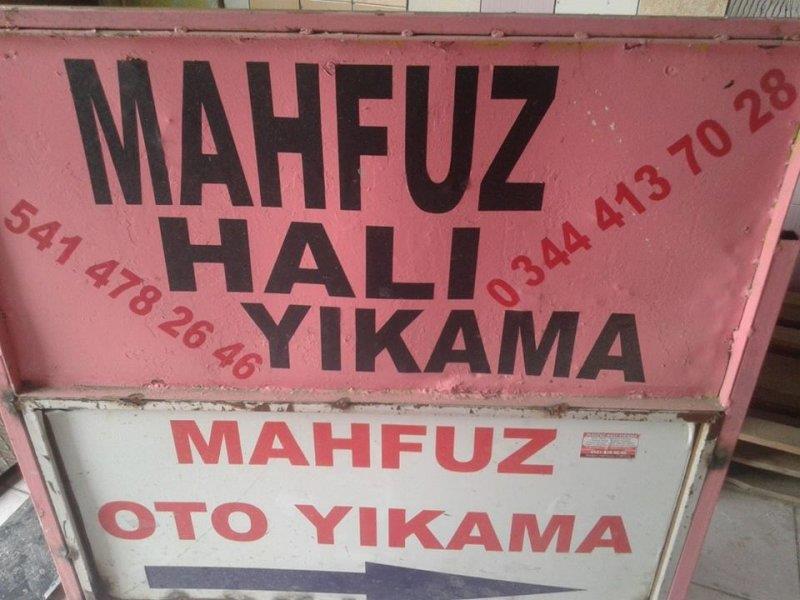 MAHFUZ
HALI
YIKAMA
541 478 26 46
0 344 413 70 28
MAHFUZ
OTO YIKAMA